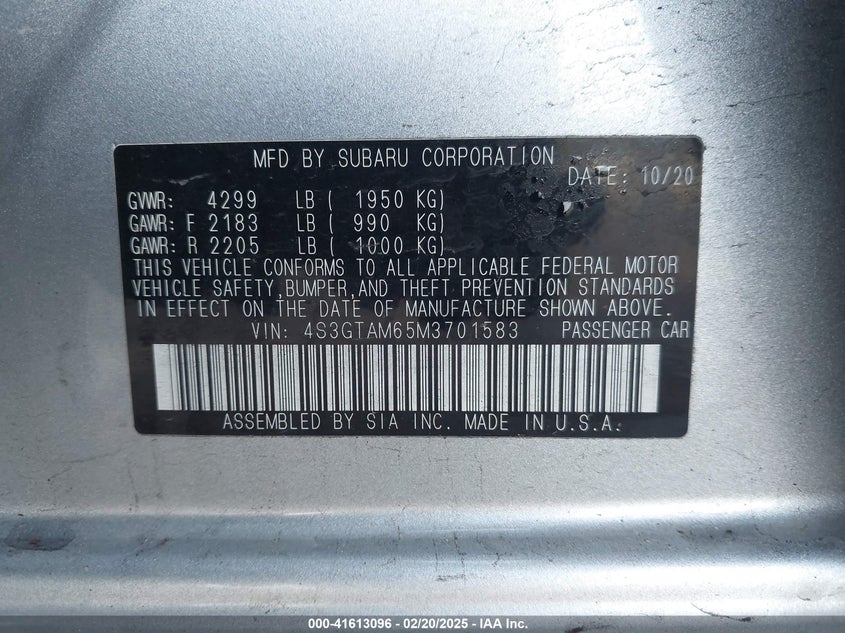 MFD BY SUBARU CORPORATION
DATE: 10/20
GVWR: 4299 LB ( 1950 KG)
GAWR: F 2183 LB ( 990 KG)
GAWR: R 2205 LB ( 1000 KG)
THIS VEHICLE CONFORMS TO ALL APPLICABLE FEDERAL MOTOR
VEHICLE SAFETY, BUMPER, AND THEFT PREVENTION STANDARDS
IN EFFECT ON THE DATE OF MANUFACTURE SHOWN ABOVE.
VIN: 4S3GTAM65M3701583 PASSENGER CAR
ASSEMBLED BY SIA INC. MADE IN U.S.A.
000-41613096 - 02/20/2025 - IAA Inc.